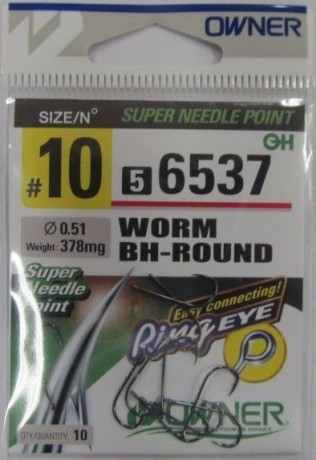 OWNER
SIZE/N° SUPER NEEDLE POINT
OH
#10 5 6537
Ø 0.51
Weight: 378mg
WORM
BH-ROUND
Super
Needle
Point
Easy connecting!
Ring EYE
OWNER
QTY/QUANTITY 10